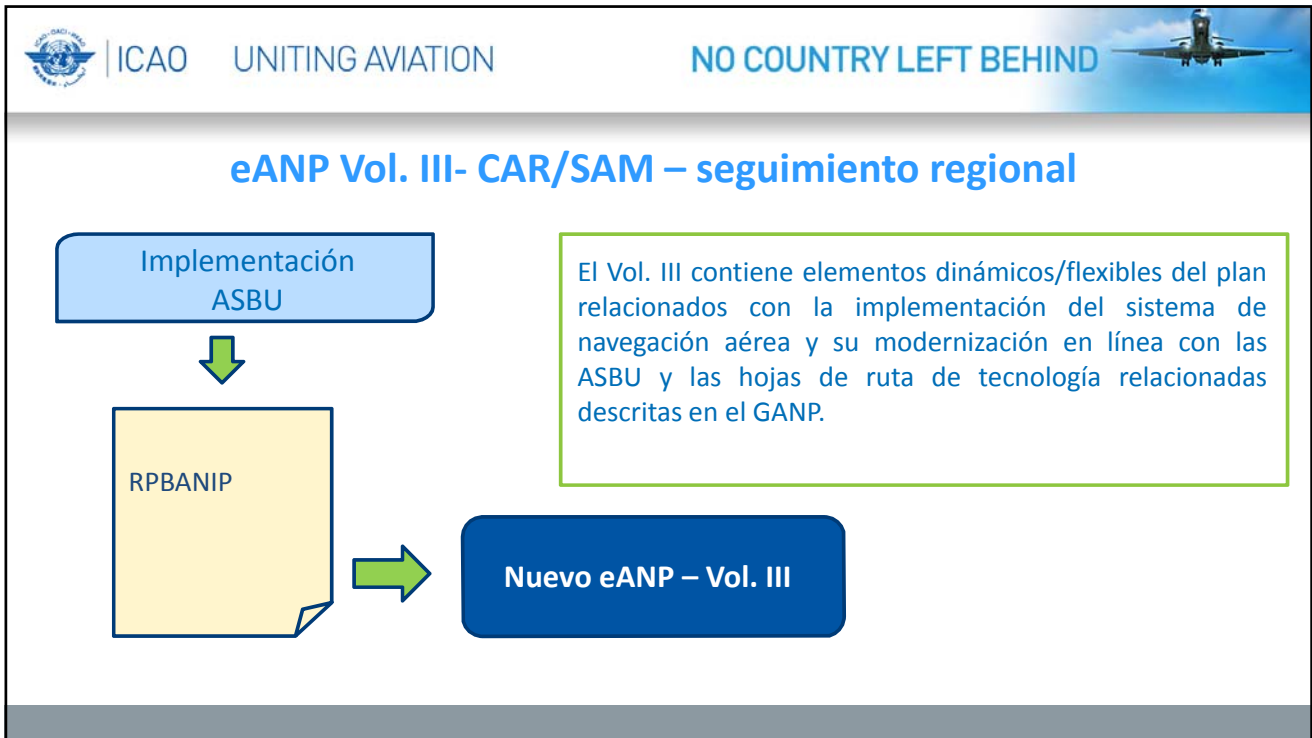 ICAO UNITING AVIATION
NO COUNTRY LEFT BEHIND
eANP Vol. III- CAR/SAM – seguimiento regional
Implementación
ASBU
El Vol. III contiene elementos dinámicos/flexibles del plan
relacionados con la implementación del sistema de
navegación aérea y su modernización en línea con las
ASBU y las hojas de ruta de tecnología relacionadas
descritas en el GANP.
RPBANIP
Nuevo eANP – Vol. III